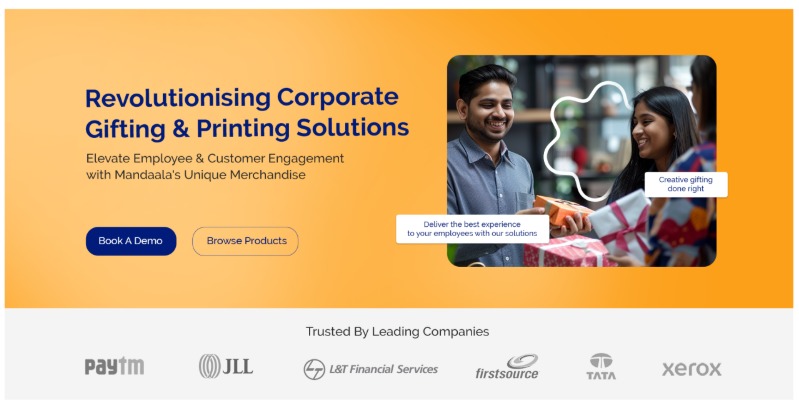 Revolutionising Corporate
Gifting & Printing Solutions
Elevate Employee & Customer Engagement
with Mandaala's Unique Merchandise
Book A Demo
Browse Products
Creative gifting
done right
Deliver the best experience
to your employees with our solutions
Trusted By Leading Companies
paytm
JLL
L&T Financial Services
firstsource
TATA
xerox